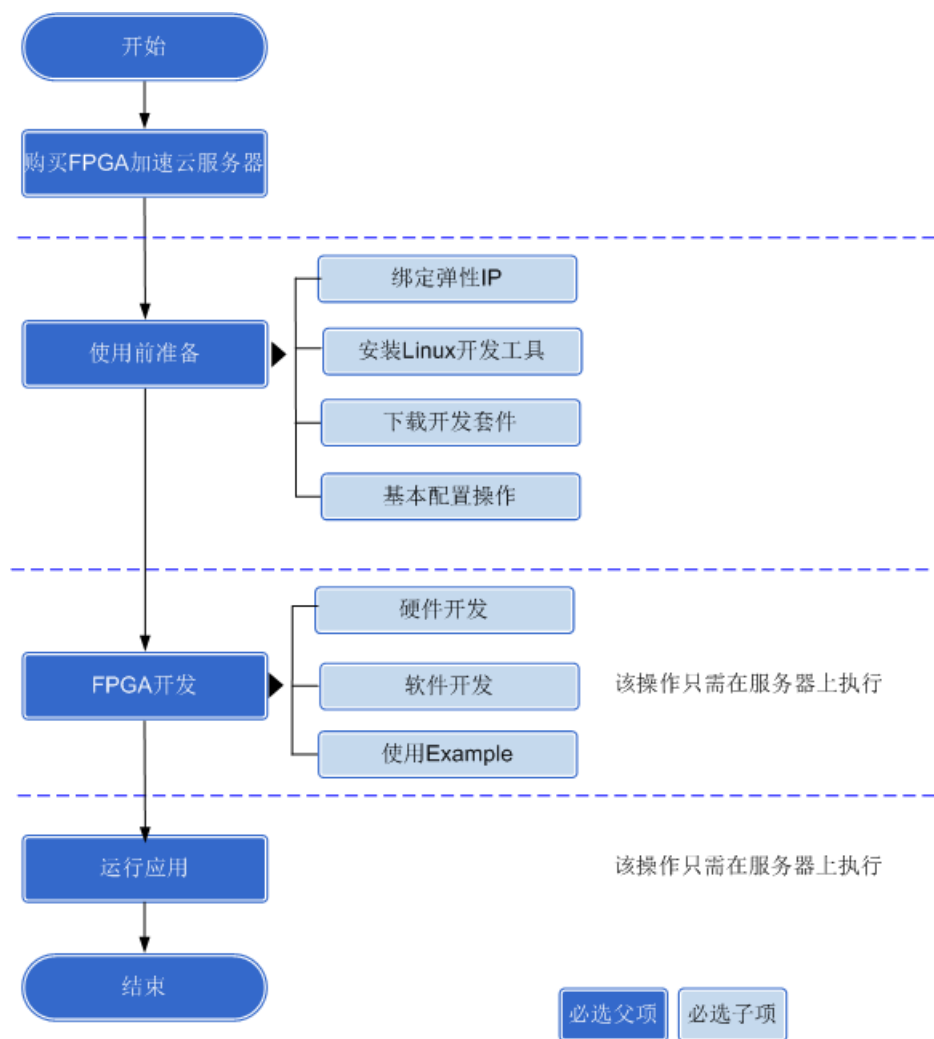 开始
购买FPGA加速云服务器
绑定弹性IP
使用前准备
安装Linux开发工具
下载开发套件
基本配置操作
硬件开发
FPGA开发
软件开发
该操作只需在服务器上执行
使用Example
运行应用
该操作只需在服务器上执行
结束
必选父项
必选子项